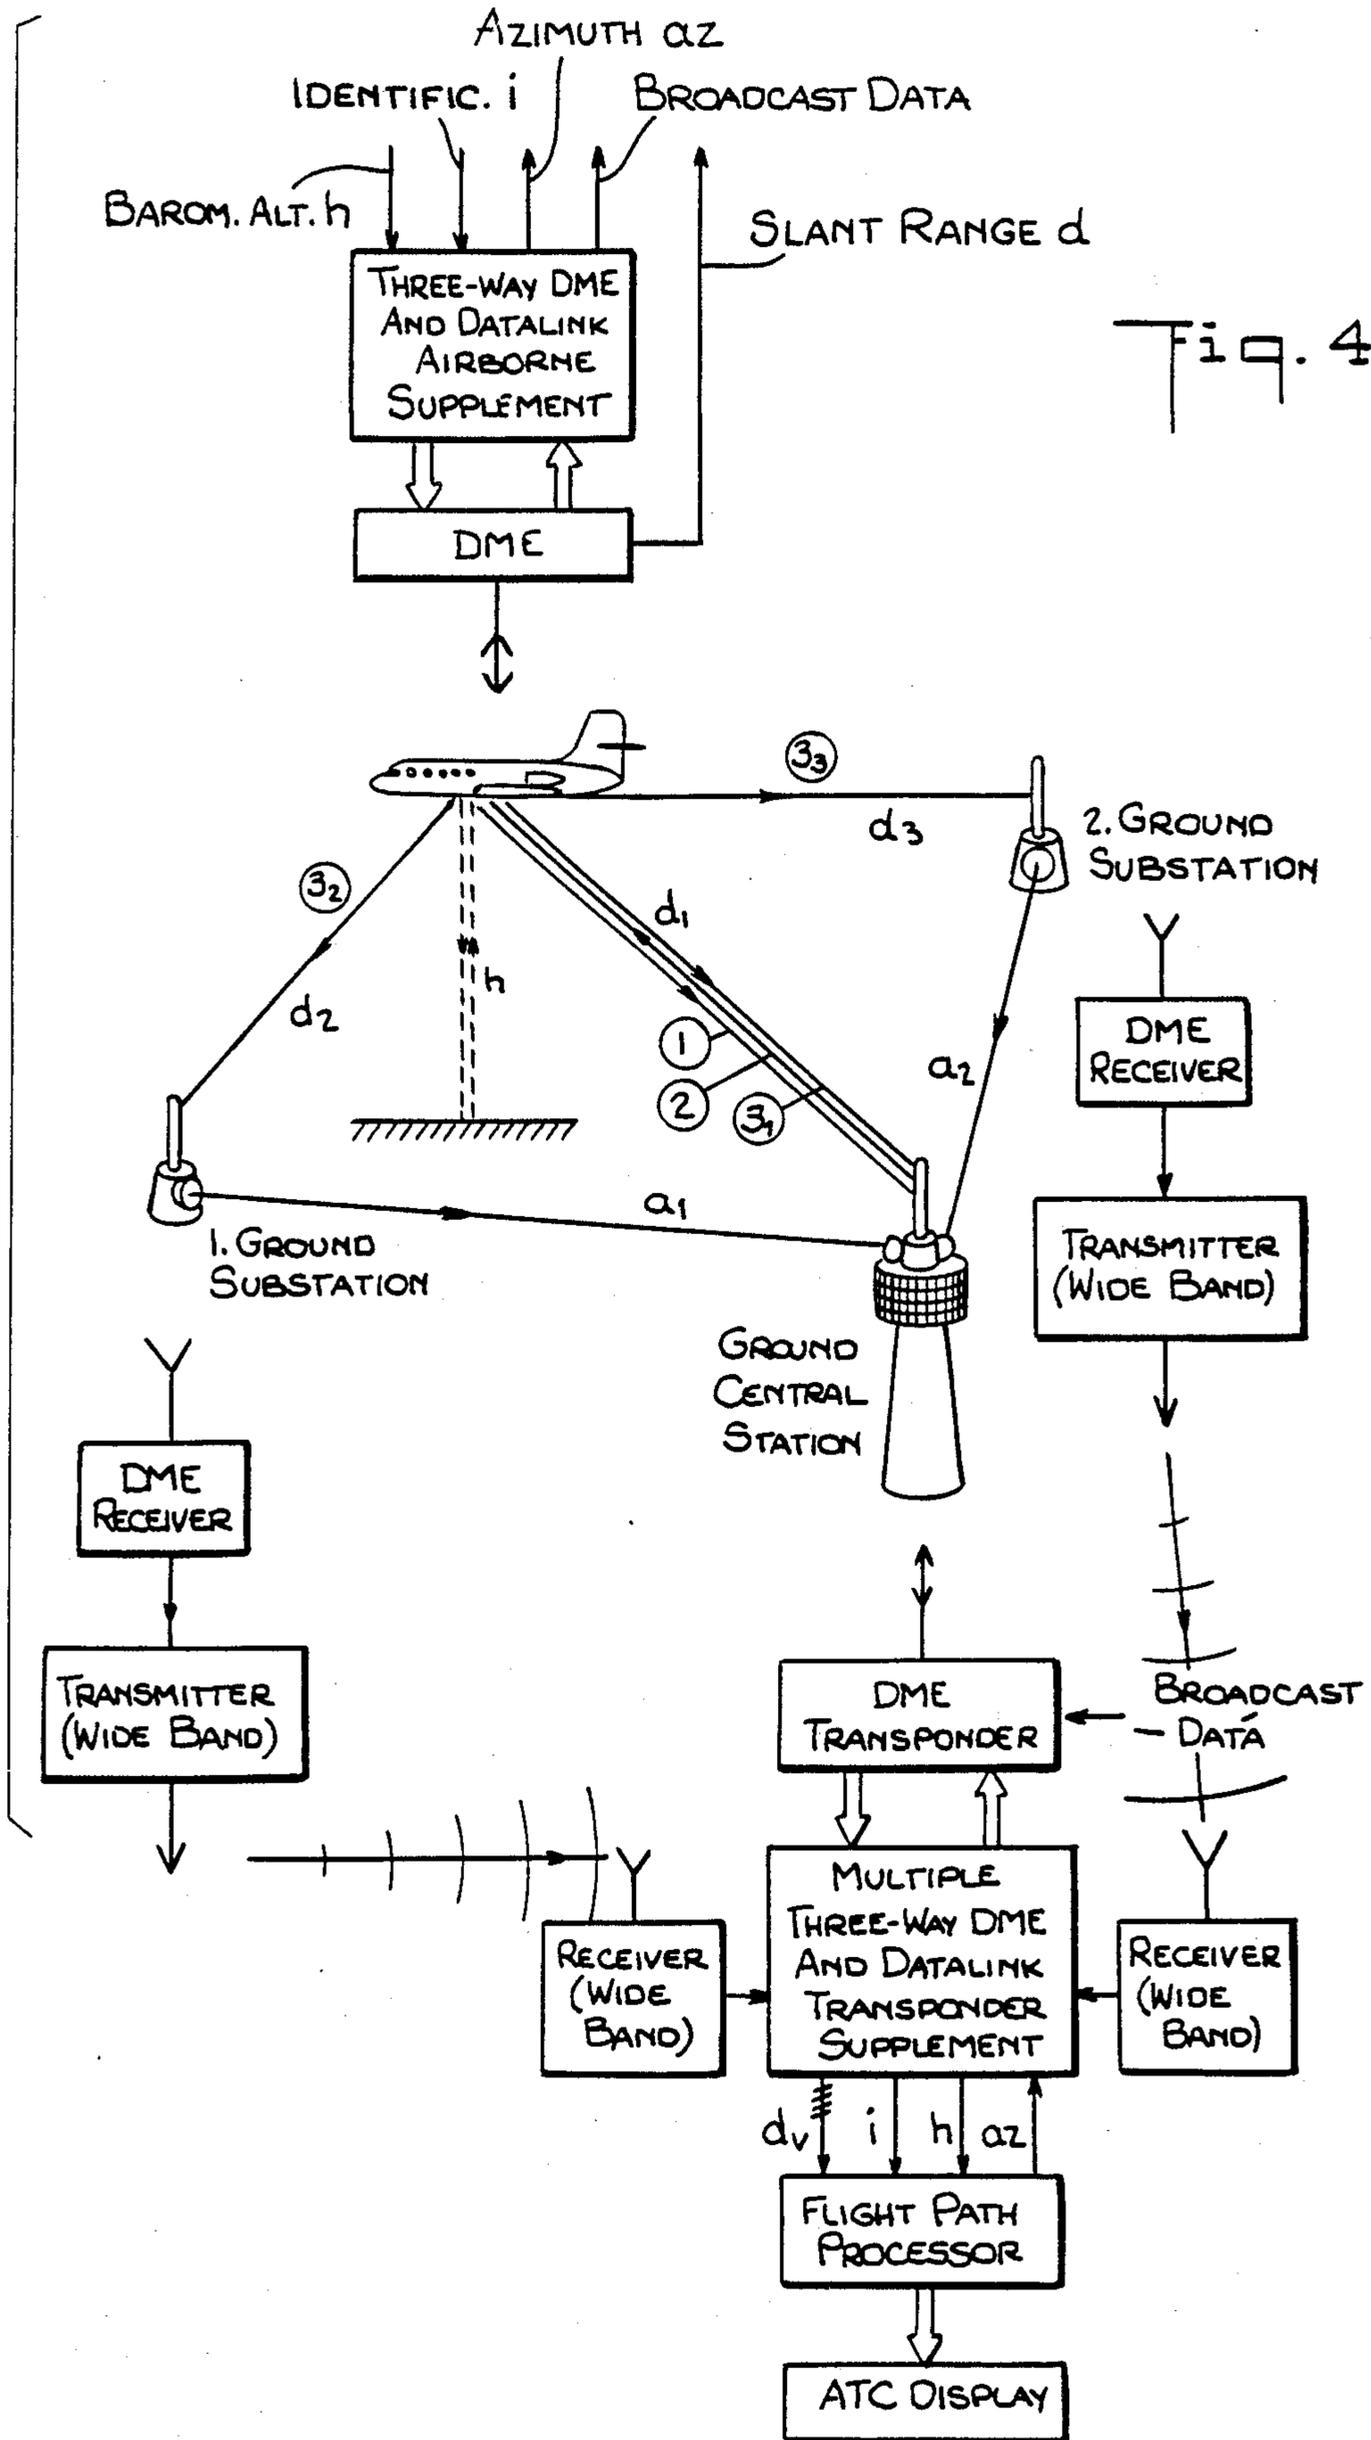 AZIMUTH az
IDENTIFIC. i
BROADCAST DATA
BAROM. ALT. h
SLANT RANGE d
THREE-WAY DME
AND DATALINK
AIRBORNE
SUPPLEMENT
Fig. 4
DME
3₃
d₃
2. GROUND
SUBSTATION
3₂
d₁
h
d₂
1
2
3₁
a₂
DME
RECEIVER
a₁
1. GROUND
SUBSTATION
TRANSMITTER
(WIDE BAND)
GROUND
CENTRAL
STATION
DME
RECEIVER
TRANSMITTER
(WIDE BAND)
DME
TRANSPONDER
BROADCAST
DATA
MULTIPLE
THREE-WAY DME
AND DATALINK
TRANSPONDER
SUPPLEMENT
RECEIVER
(WIDE
BAND)
RECEIVER
(WIDE
BAND)
dᵥ i h az
FLIGHT PATH
PROCESSOR
ATC DISPLAY